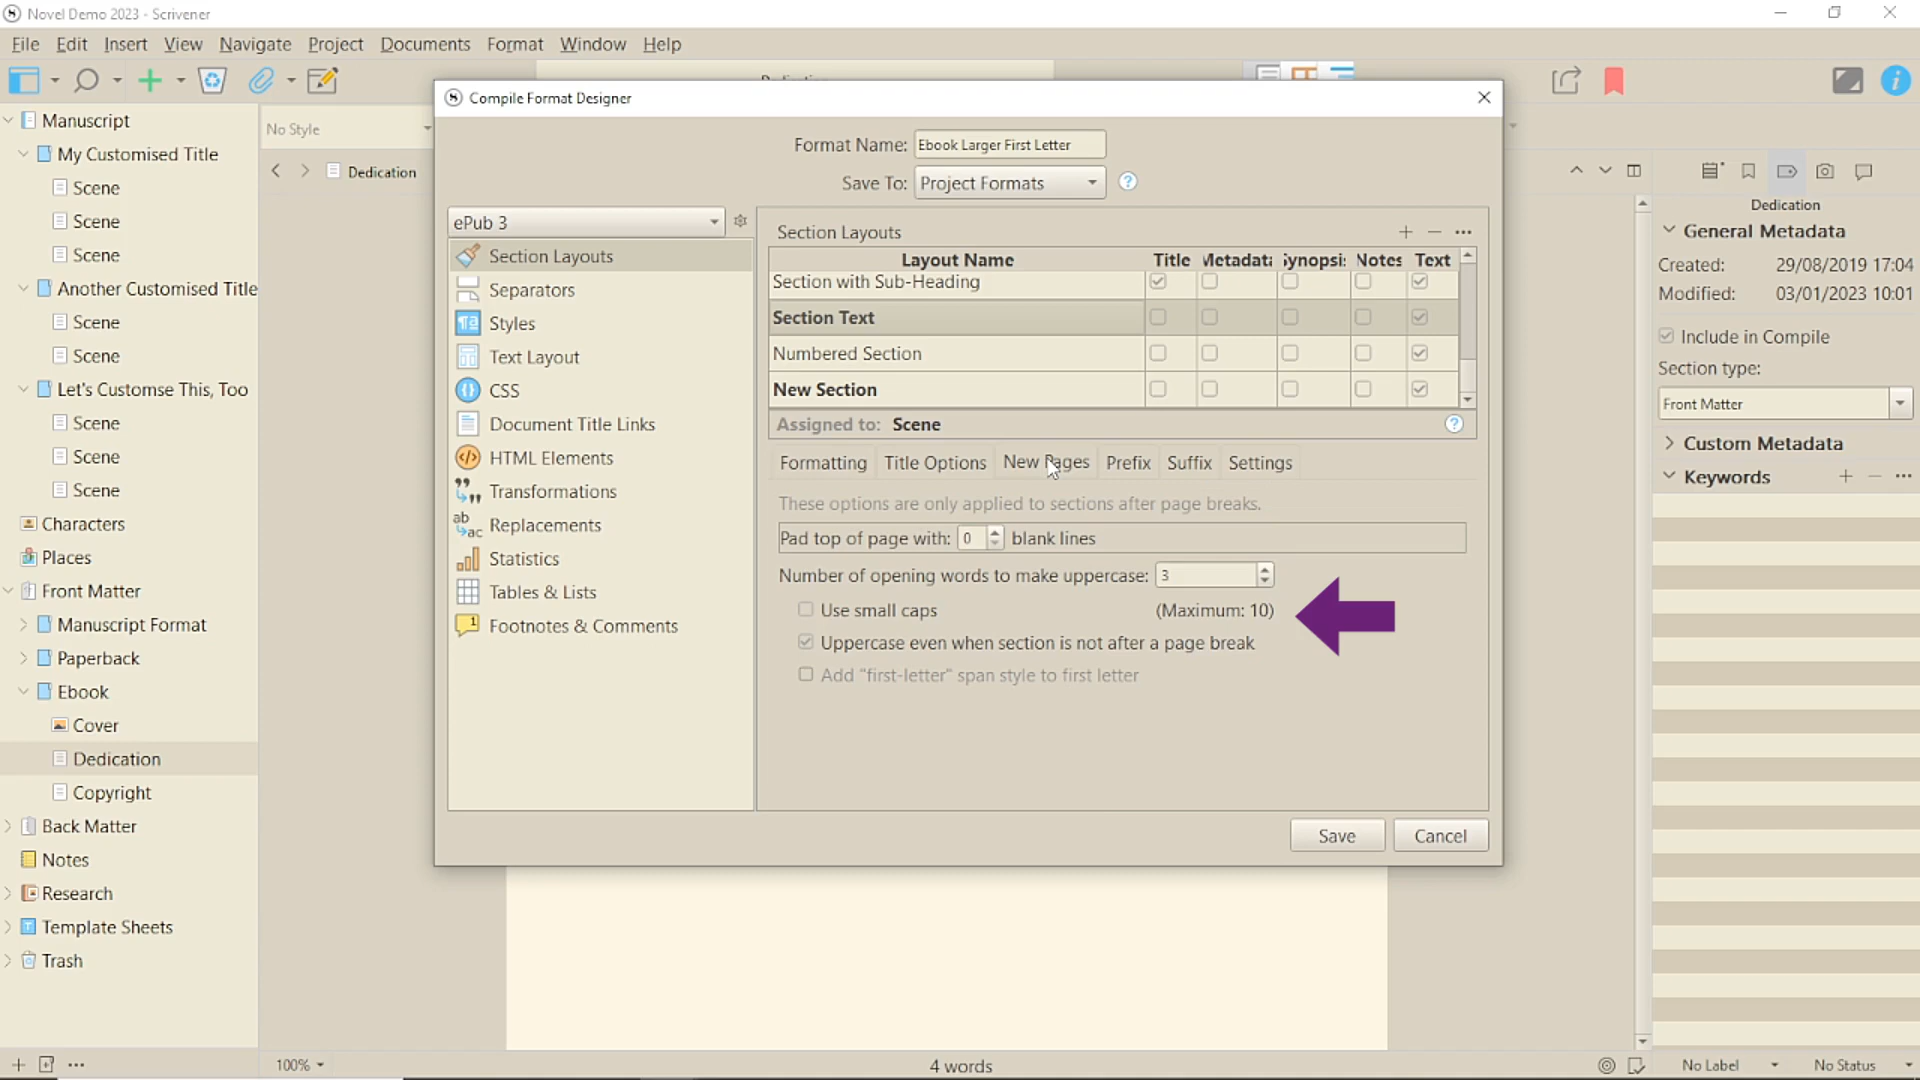 Novel Demo 2023 - Scrivener
File Edit Insert View Navigate Project Documents Format Window Help
Manuscript
My Customised Title
Scene
Scene
Scene
Another Customised Title
Scene
Scene
Let's Customse This, Too
Scene
Scene
Scene
Characters
Places
Front Matter
Manuscript Format
Paperback
Ebook
Cover
Dedication
Copyright
Back Matter
Notes
Research
Template Sheets
Trash
No Style
Dedication
Compile Format Designer
Format Name: Ebook Larger First Letter
Save To: Project Formats ?
ePub 3
Section Layouts
Separators
Styles
Text Layout
CSS
Document Title Links
HTML Elements
Transformations
Replacements
Statistics
Tables & Lists
Footnotes & Comments
Section Layouts
Layout Name Title Metadata Synopsis Notes Text
Section with Sub-Heading
Section Text
Numbered Section
New Section
Assigned to: Scene ?
Formatting Title Options New Pages Prefix Suffix Settings
These options are only applied to sections after page breaks.
Pad top of page with: 0 blank lines
Number of opening words to make uppercase: 3
Use small caps (Maximum: 10)
Uppercase even when section is not after a page break
Add "first-letter" span style to first letter
Save Cancel
Dedication
General Metadata
Created: 29/08/2019 17:04
Modified: 03/01/2023 10:01
Include in Compile
Section type:
Front Matter
Custom Metadata
Keywords
100% 4 words No Label No Status